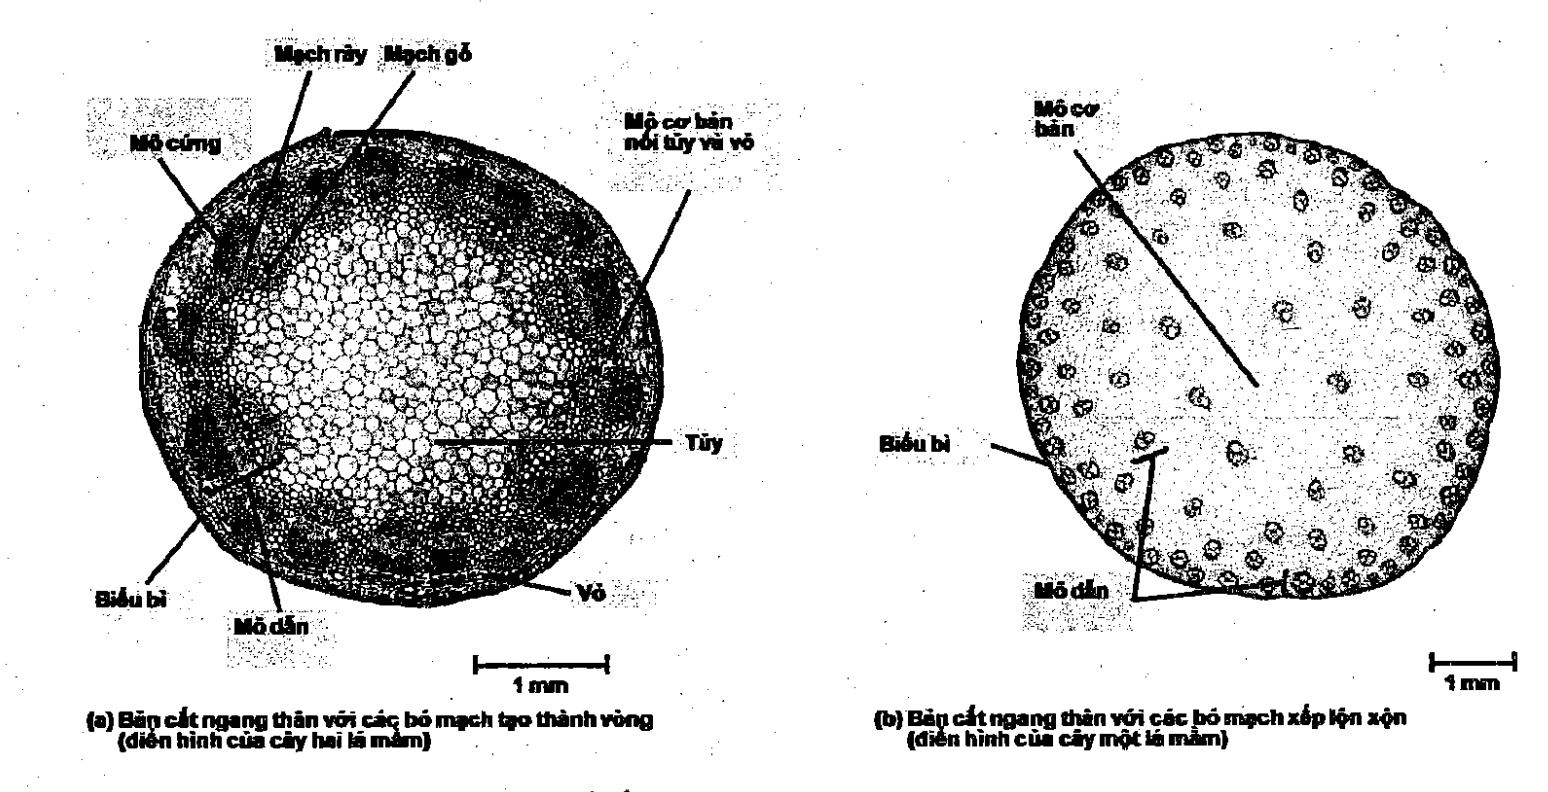 Mạch rây Mạch gỗ
Mô cứng
Mô cơ bản
nối tủy và vỏ
Tủy
Biểu bì
Mô dẫn
Vỏ
1 mm
(a) Bản cắt ngang thân với các bó mạch tạo thành vòng
(điển hình của cây hai lá mầm)
Mô cơ
bản
Biểu bì
Mô dẫn
1 mm
(b) Bản cắt ngang thân với các bó mạch xếp lộn xộn
(điển hình của cây một lá mầm)